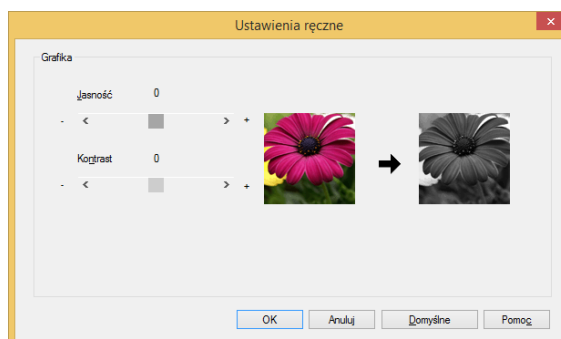 Ustawienia ręczne
Grafika
Jasność 0
- +
Kontrast 0
- +
OK Anuluj Domyślne Pomoc